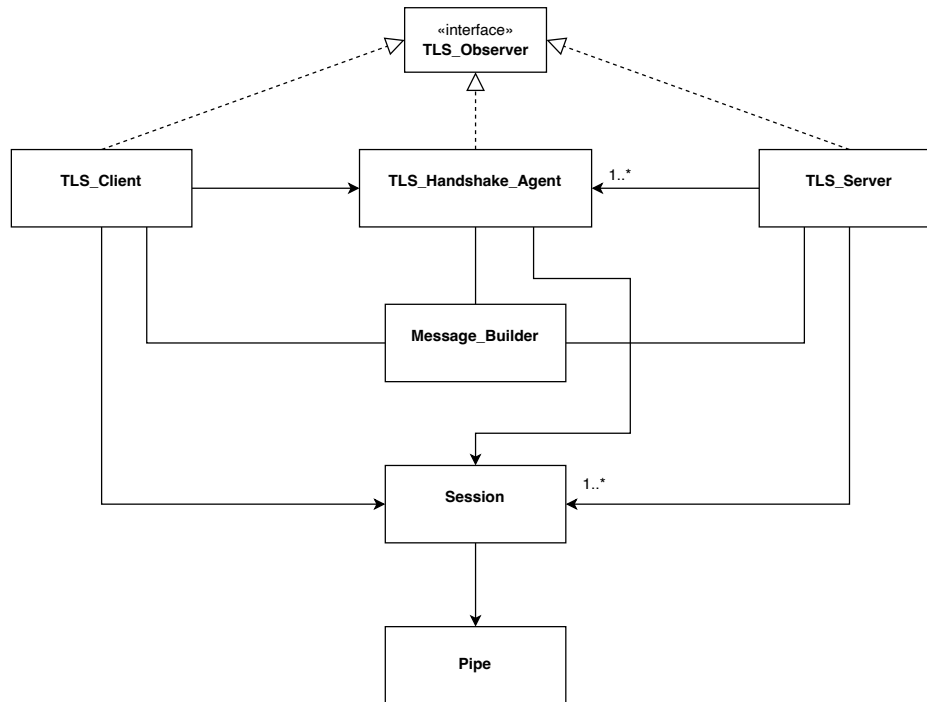 «interface»
TLS_Observer
TLS_Client
TLS_Handshake_Agent
1..*
TLS_Server
Message_Builder
Session
1..*
Pipe